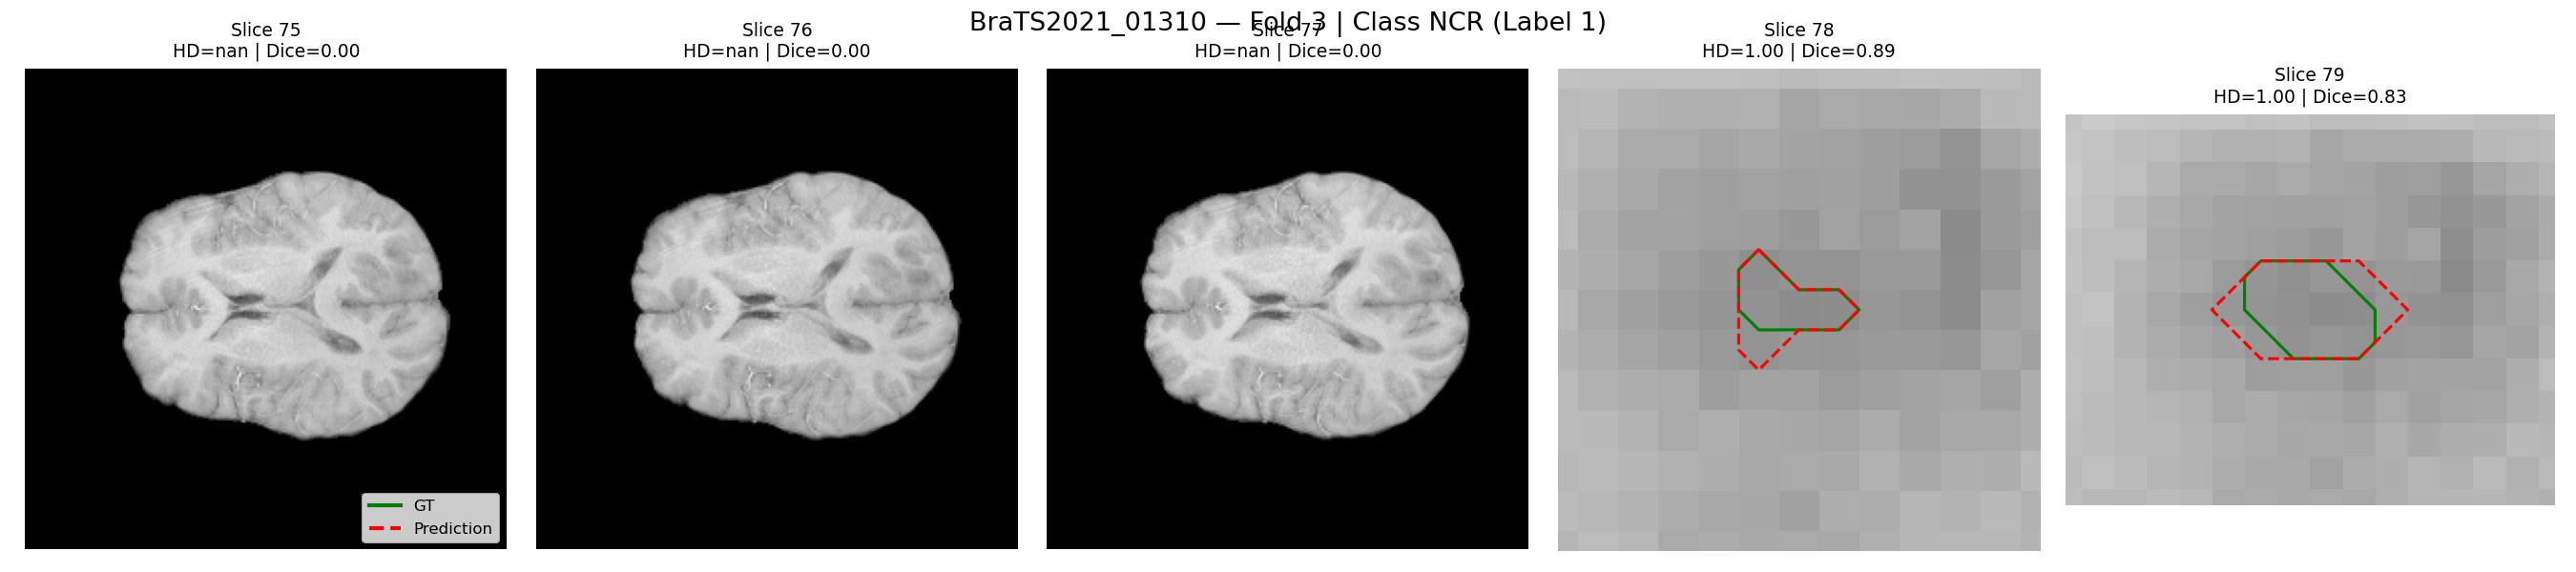 BraTS2021_01310 — Fold 3 | Class NCR (Label 1)
Slice 75
HD=nan | Dice=0.00
Slice 76
HD=nan | Dice=0.00
Slice 77
HD=nan | Dice=0.00
Slice 78
HD=1.00 | Dice=0.89
Slice 79
HD=1.00 | Dice=0.83
GT
Prediction